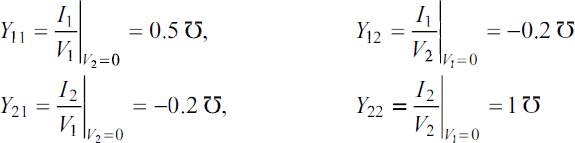 Y₁₁ = I₁/V₁|V₂=0 = 0.5 ℧, Y₁₂ = I₁/V₂|V₁=0 = −0.2 ℧
Y₂₁ = I₂/V₁|V₂=0 = −0.2 ℧, Y₂₂ = I₂/V₂|V₁=0 = 1 ℧